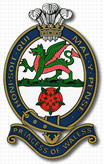 HONI SOIT QUI MAL Y PENSE
PRINCESS OF WALES'S